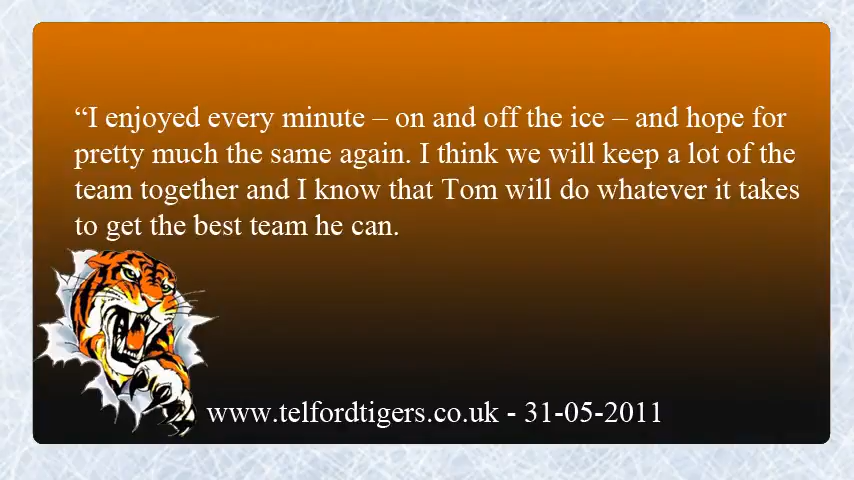 “I enjoyed every minute – on and off the ice – and hope for
pretty much the same again. I think we will keep a lot of the
team together and I know that Tom will do whatever it takes
to get the best team he can.
www.telfordtigers.co.uk - 31-05-2011